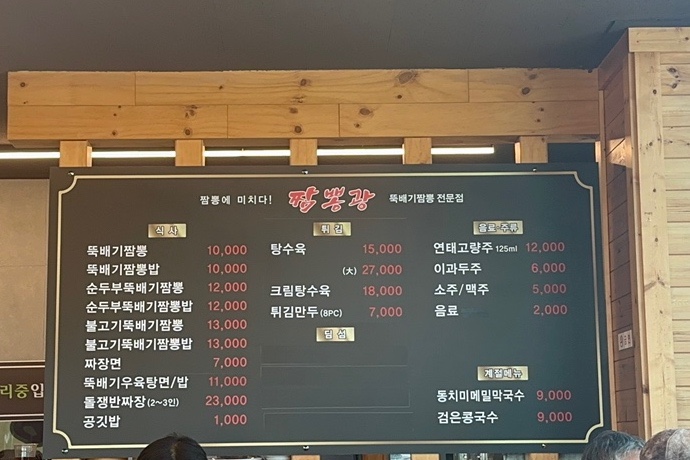 짬뽕에 미치다! 짬뽕광 뚝배기짬뽕 전문점
식사
뚝배기짬뽕 10,000
뚝배기짬뽕밥 10,000
순두부뚝배기짬뽕 12,000
순두부뚝배기짬뽕밥 12,000
불고기뚝배기짬뽕 13,000
불고기뚝배기짬뽕밥 13,000
짜장면 7,000
뚝배기우육탕면/밥 11,000
돌쟁반짜장(2~3인) 23,000
공깃밥 1,000
튀김
탕수육 15,000
(大) 27,000
크림탕수육 18,000
튀김만두(8PC) 7,000
딤섬
음료·주류
연태고량주 125ml 12,000
이과두주 6,000
소주/맥주 5,000
음료 2,000
계절메뉴
동치미메밀막국수 9,000
검은콩국수 9,000
리중입